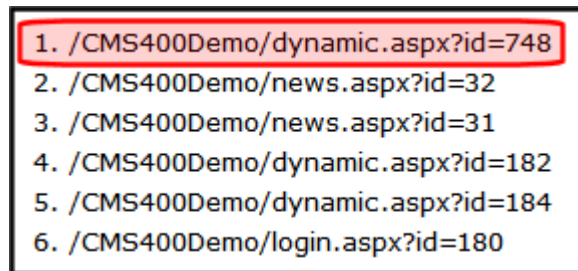 1. /CMS400Demo/dynamic.aspx?id=748
2. /CMS400Demo/news.aspx?id=32
3. /CMS400Demo/news.aspx?id=31
4. /CMS400Demo/dynamic.aspx?id=182
5. /CMS400Demo/dynamic.aspx?id=184
6. /CMS400Demo/login.aspx?id=180